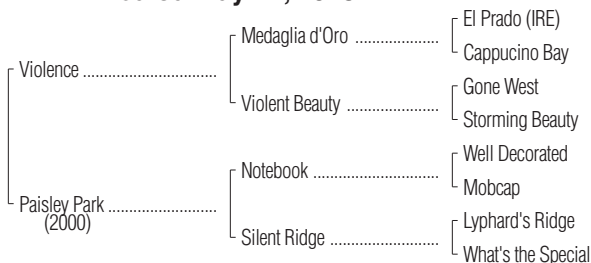 El Prado (IRE)
Medaglia d'Oro
Cappucino Bay
Violence
Gone West
Violent Beauty
Storming Beauty
Well Decorated
Notebook
Mobcap
Paisley Park
(2000)
Lyphard's Ridge
Silent Ridge
What's the Special